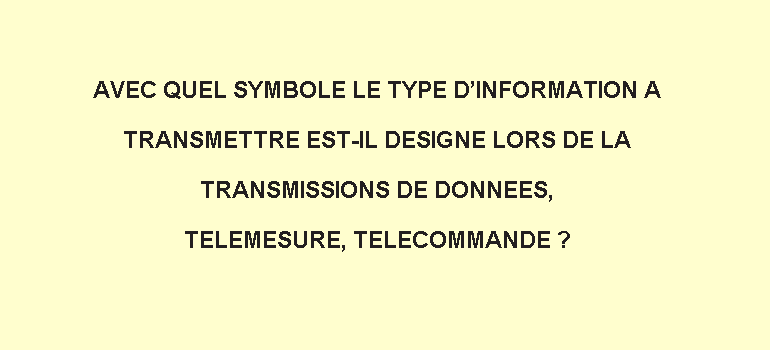 AVEC QUEL SYMBOLE LE TYPE D’INFORMATION A
TRANSMETTRE EST-IL DESIGNE LORS DE LA
TRANSMISSIONS DE DONNEES,
TELEMESURE, TELECOMMANDE ?